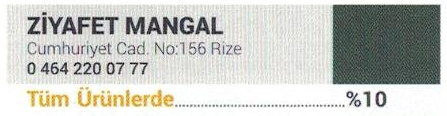 ZİYAFET MANGAL
Cumhuriyet Cad. No:156 Rize
0 464 220 07 77
Tüm Ürünlerde..........................................%10